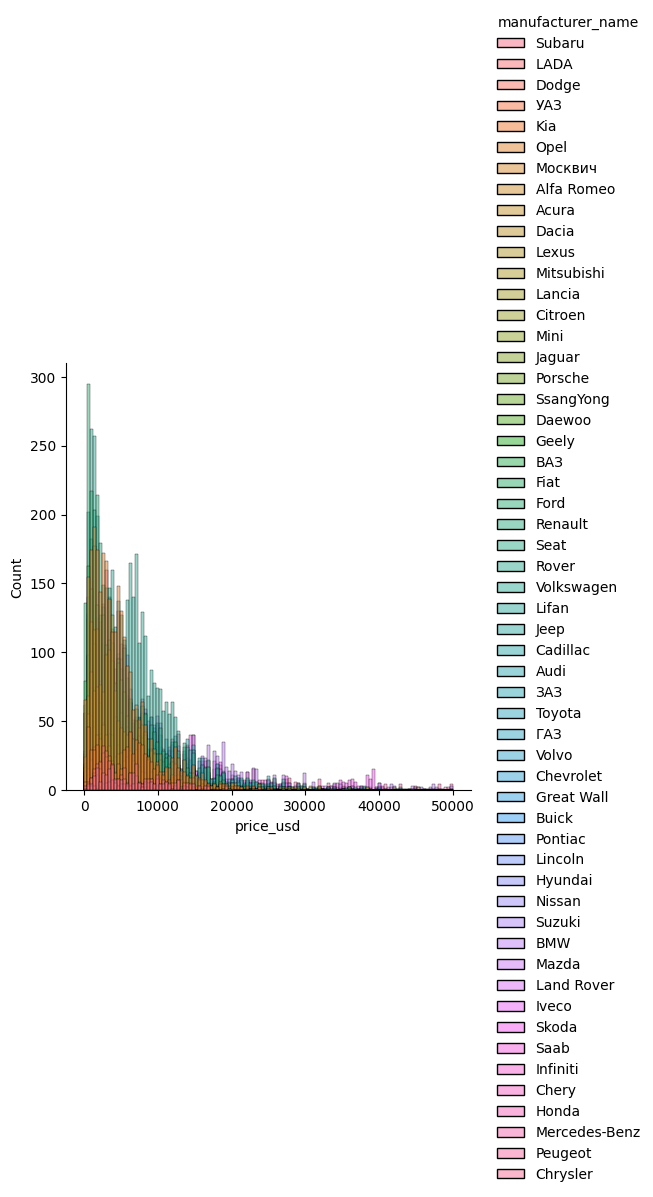 manufacturer_name
Subaru
LADA
Dodge
УАЗ
Kia
Opel
Москвич
Alfa Romeo
Acura
Dacia
Lexus
Mitsubishi
Lancia
Citroen
Mini
Jaguar
Porsche
SsangYong
Daewoo
Geely
ВАЗ
Fiat
Ford
Renault
Seat
Rover
Volkswagen
Lifan
Jeep
Cadillac
Audi
ЗАЗ
Toyota
ГАЗ
Volvo
Chevrolet
Great Wall
Buick
Pontiac
Lincoln
Hyundai
Nissan
Suzuki
BMW
Mazda
Land Rover
Iveco
Skoda
Saab
Infiniti
Chery
Honda
Mercedes-Benz
Peugeot
Chrysler
300
250
200
150
100
50
0
Count
0 10000 20000 30000 40000 50000
price_usd